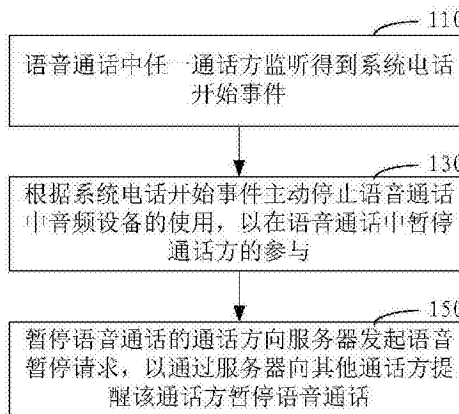 110
语音通话中任一通话方监听得到系统电话
开始事件
130
根据系统电话开始事件主动停止语音通话
中音频设备的使用，以在语音通话中暂停
通话方的参与
150
暂停语音通话的通话方向服务器发起语音
暂停请求，以通过服务器向其他通话方提
醒该通话方暂停语音通话